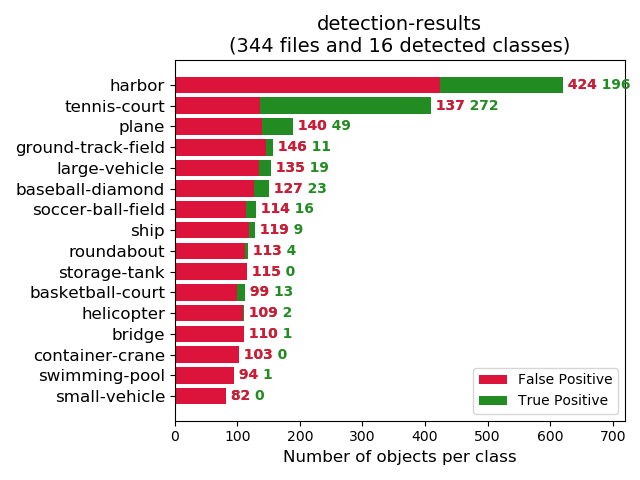 detection-results
(344 files and 16 detected classes)
harbor 424 196
tennis-court 137 272
plane 140 49
ground-track-field 146 11
large-vehicle 135 19
baseball-diamond 127 23
soccer-ball-field 114 16
ship 119 9
roundabout 113 4
storage-tank 115 0
basketball-court 99 13
helicopter 109 2
bridge 110 1
container-crane 103 0
swimming-pool 94 1
small-vehicle 82 0
False Positive
True Positive
0 100 200 300 400 500 600 700
Number of objects per class